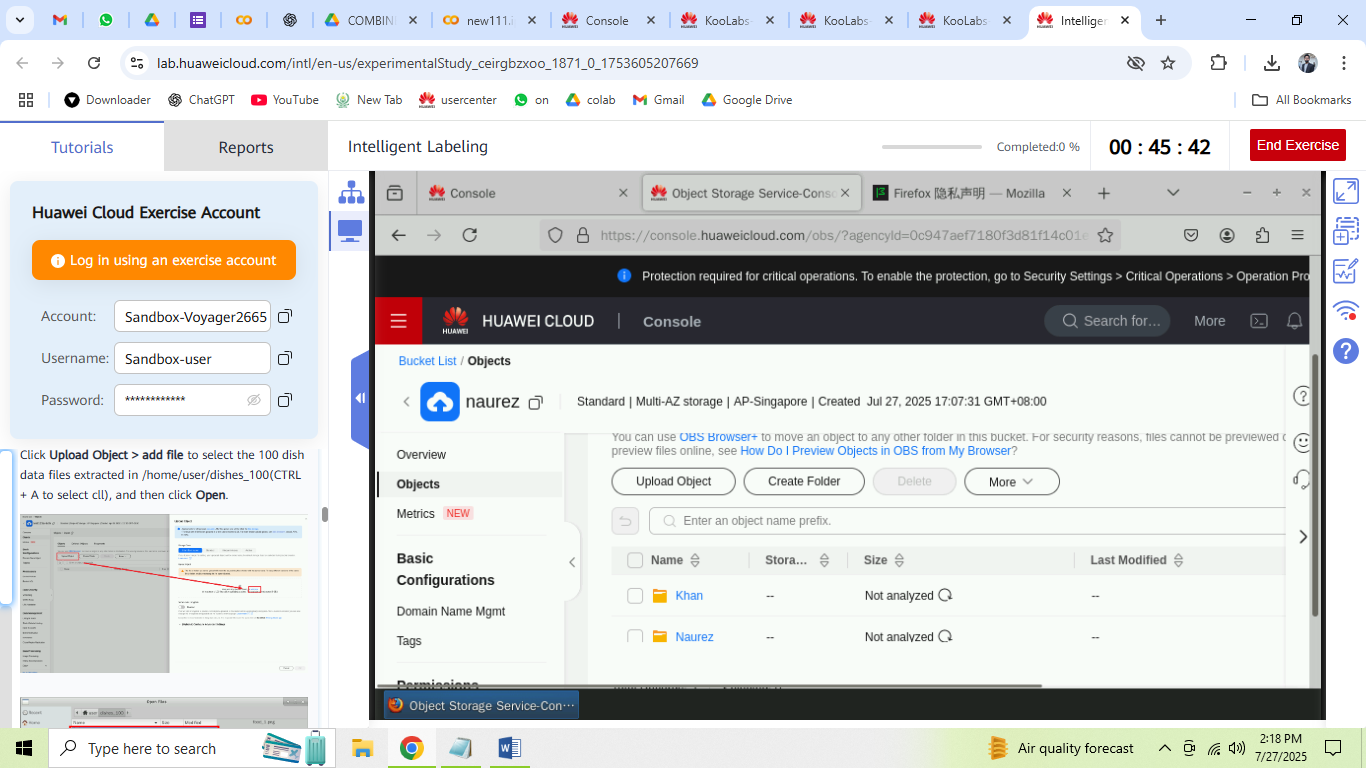 COMBIN
new111.i
Console
KooLabs
KooLabs
KooLabs
Intelliger
lab.huaweicloud.com/intl/en-us/experimentalStudy_ceirgbzxoo_1871_0_1753605207669
Downloader
ChatGPT
YouTube
New Tab
usercenter
on
colab
Gmail
Google Drive
All Bookmarks
Tutorials
Reports
Intelligent Labeling
Completed:0 %
00 : 45 : 42
End Exercise
Huawei Cloud Exercise Account
Log in using an exercise account
Account:
Sandbox-Voyager2665
Username:
Sandbox-user
Password:
************
Click Upload Object > add file to select the 100 dish
data files extracted in /home/user/dishes_100(CTRL
+ A to select cll), and then click Open.
Console
Object Storage Service-Conso
Firefox 隐私声明 — Mozilla
https://console.huaweicloud.com/obs/?agencyId=0c947aef7180f3d81f14c01e
Protection required for critical operations. To enable the protection, go to Security Settings > Critical Operations > Operation Pro
HUAWEI
HUAWEI CLOUD
Console
Search for...
More
Bucket List / Objects
naurez
Standard | Multi-AZ storage | AP-Singapore | Created Jul 27, 2025 17:07:31 GMT+08:00
Overview
Objects
Metrics NEW
Basic
Configurations
Domain Name Mgmt
Tags
Permissions
You can use OBS Browser+ to move an object to any other folder in this bucket. For security reasons, files cannot be previewed
preview files online, see How Do I Preview Objects in OBS from My Browser?
Upload Object
Create Folder
Delete
More
Enter an object name prefix.
Name
Stora...
Size
Last Modified
Khan
--
Not analyzed
--
Naurez
--
Not analyzed
--
Object Storage Service-Con···
Type here to search
Air quality forecast
2:18 PM
7/27/2025